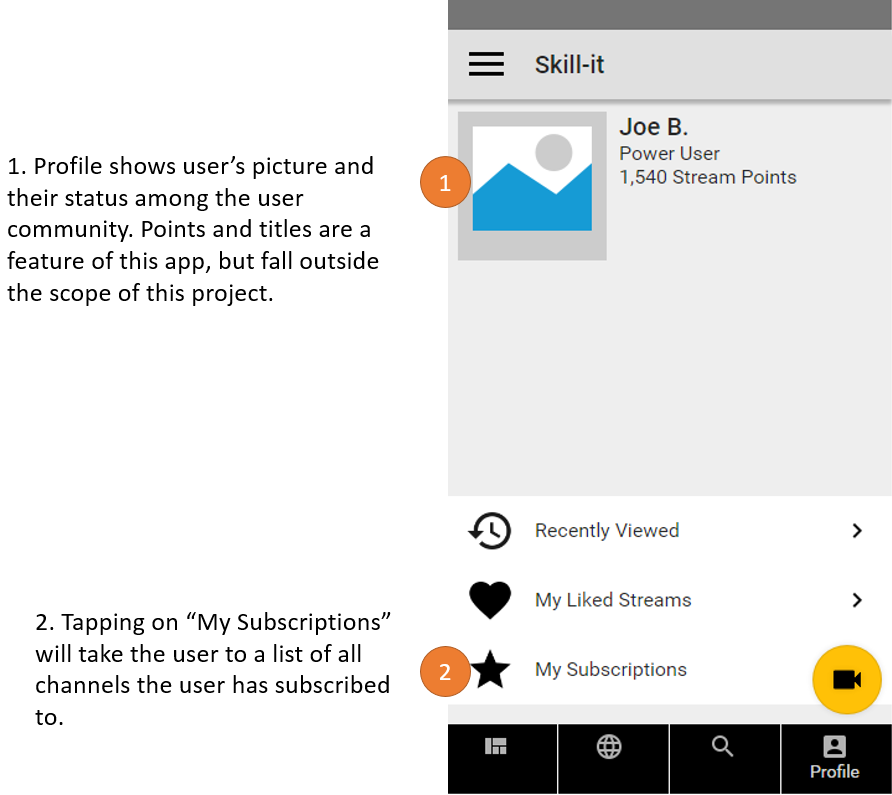 Skill-it
Joe B.
Power User
1,540 Stream Points
1
1. Profile shows user’s picture and
their status among the user
community. Points and titles are a
feature of this app, but fall outside
the scope of this project.
Recently Viewed
My Liked Streams
2. Tapping on “My Subscriptions”
will take the user to a list of all
channels the user has subscribed
to.
2
My Subscriptions
Profile